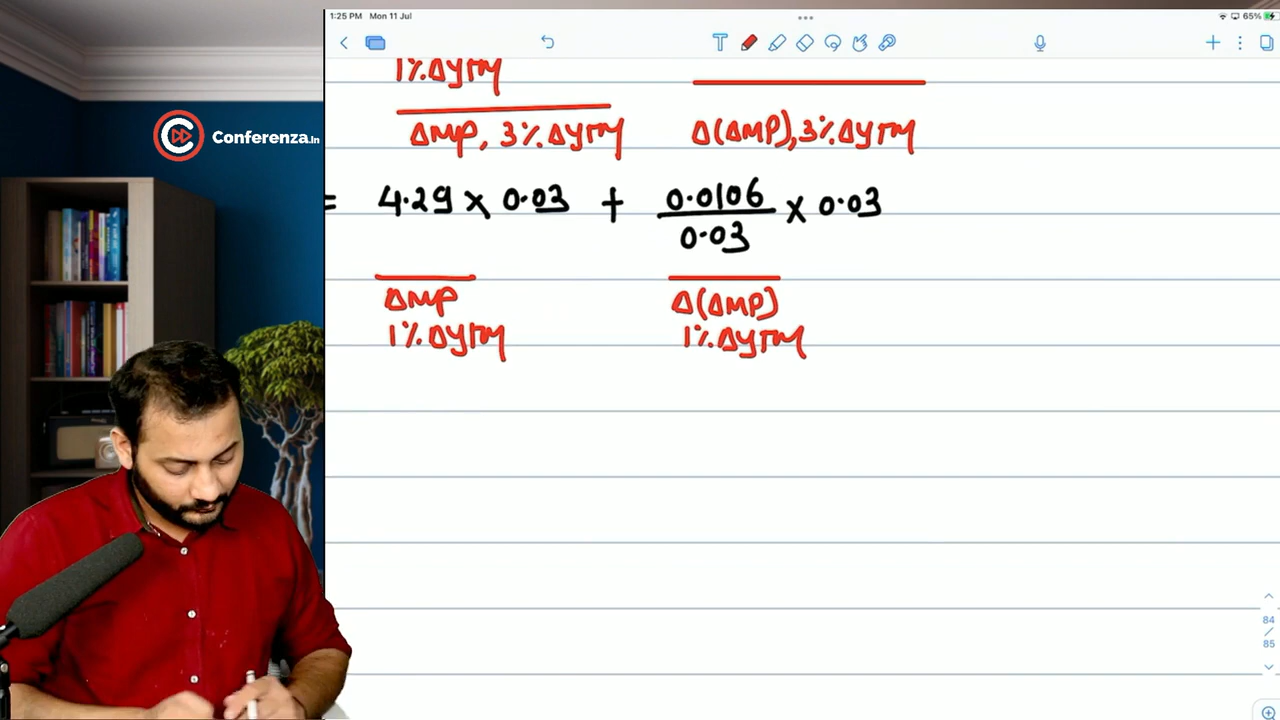 1:25 PM Mon 11 Jul
65%
1% ΔYTM
ΔMP, 3% ΔYTM Δ(ΔMP), 3% ΔYTM
Conferenza.in
= 4.29 × 0.03 + 0.0106 × 0.03
0.03
ΔMP Δ(ΔMP)
1% ΔYTM 1% ΔYTM
84
/
85